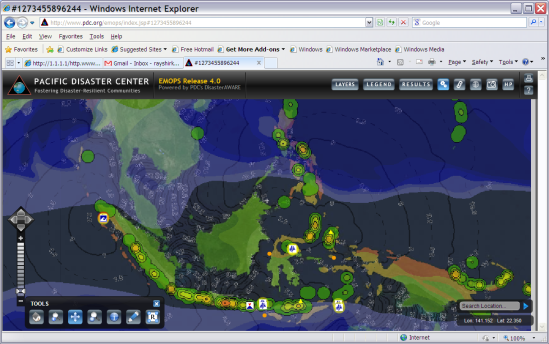 #1273455896244 - Windows Internet Explorer
http://www.pdc.org/emops/index.jsp#1273455896244
Google
File Edit View Favorites Tools Help
Favorites Customize Links Suggested Sites Free Hotmail Get More Add-ons Windows Windows Marketplace Windows Media
http://1.1.1.1/http.www... Gmail - Inbox - rayshirk... #1273455896244
Page Safety Tools
PACIFIC DISASTER CENTER
Fostering Disaster-Resilient Communities
EMOPS Release 4.0
Powered by PDC's DisasterAWARE
LAYERS LEGEND RESULTS HP ?
TOOLS
Search Location...
Lon: 141.152 Lat: 22.350
Internet
100%